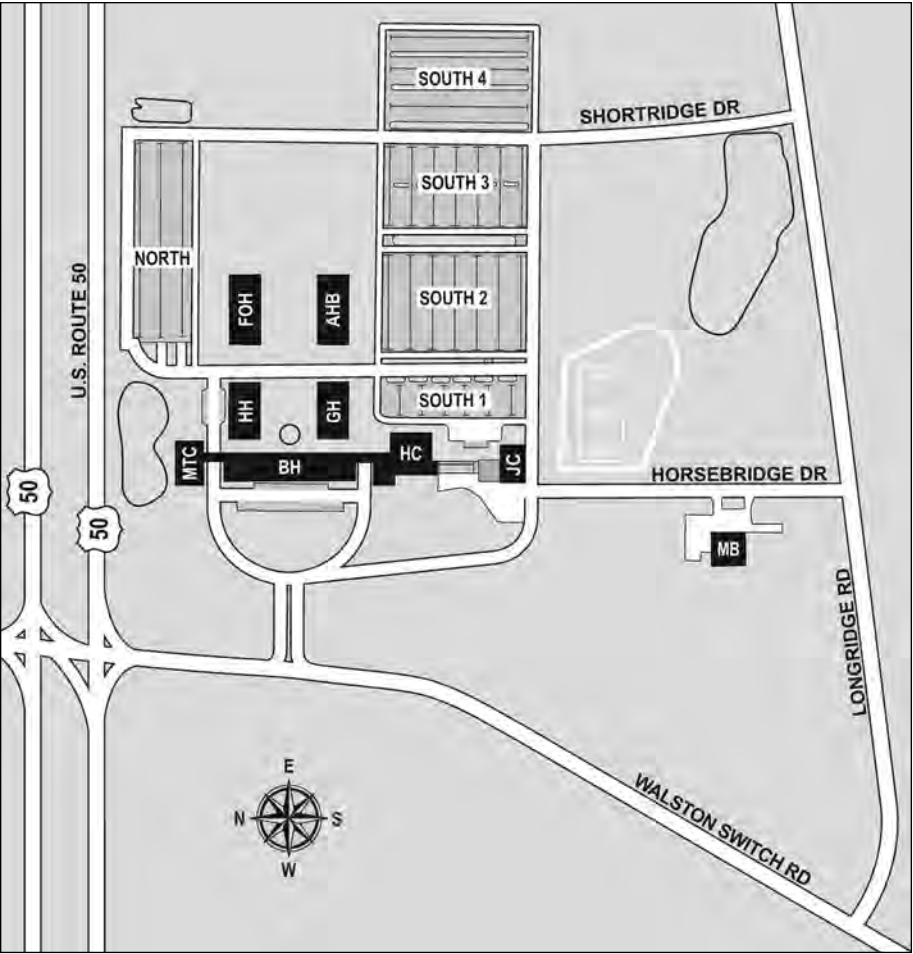 SOUTH 4
SHORTRIDGE DR
SOUTH 3
NORTH
U.S. ROUTE 50
FOH
AHB
SOUTH 2
HH
GH
SOUTH 1
MTC
BH
HC
JC
HORSEBRIDGE DR
50
50
MB
LONGRIDGE RD
E
N
S
W
WALSTON SWITCH RD